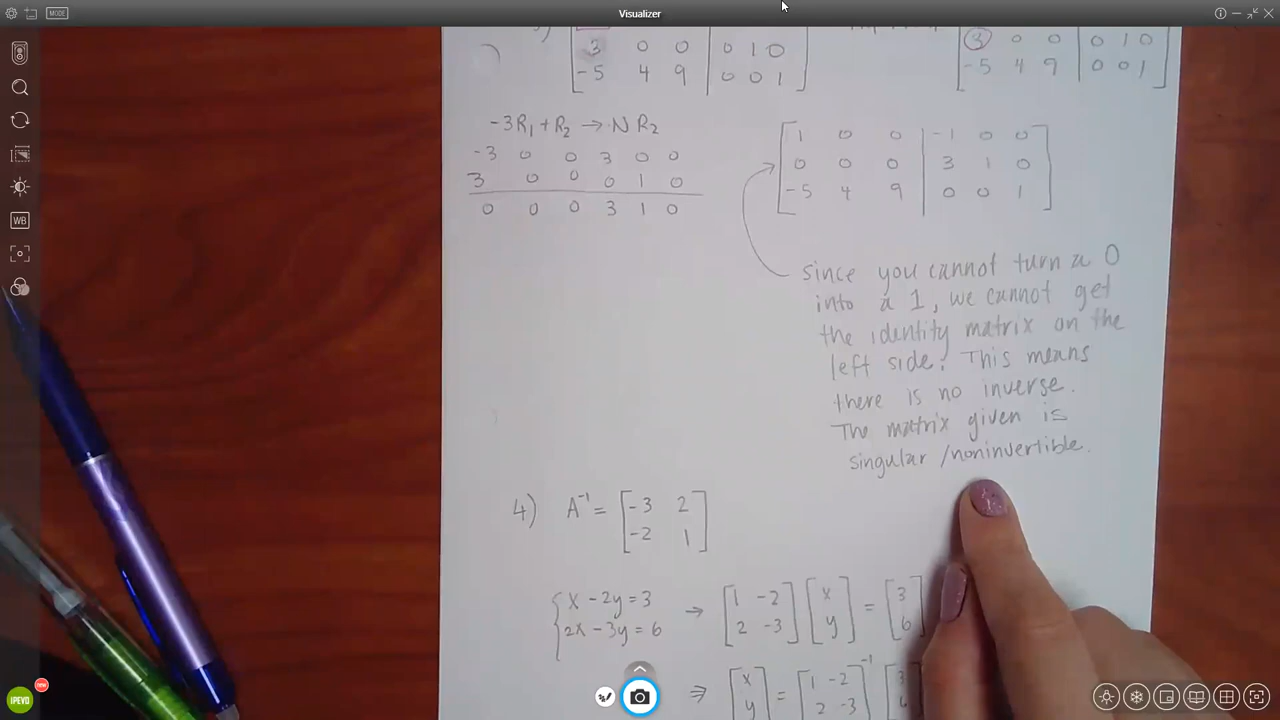 MODE
Visualizer
3)
3 0 0 | 0 1 0
-5 4 9 | 0 0 1
3 0 0 | 0 1 0
-5 4 9 | 0 0 1
-3R₁ + R₂ → N R₂
-3 0 0 3 0 0
3 0 0 0 1 0
0 0 0 3 1 0
1 0 0 | -1 0 0
0 0 0 | 3 1 0
-5 4 9 | 0 0 1
since you cannot turn a 0
into a 1, we cannot get
the identity matrix on the
left side. This means
there is no inverse.
The matrix given is
singular /noninvertible.
4) A⁻¹ = [-3 2
-2 1]
{x - 2y = 3
2x - 3y = 6
→ [1 -2
2 -3] [x
y] = [3
6]
⇒ [x
y] = [1 -2
2 -3]⁻¹ [3
6
WB
IPEVO
new